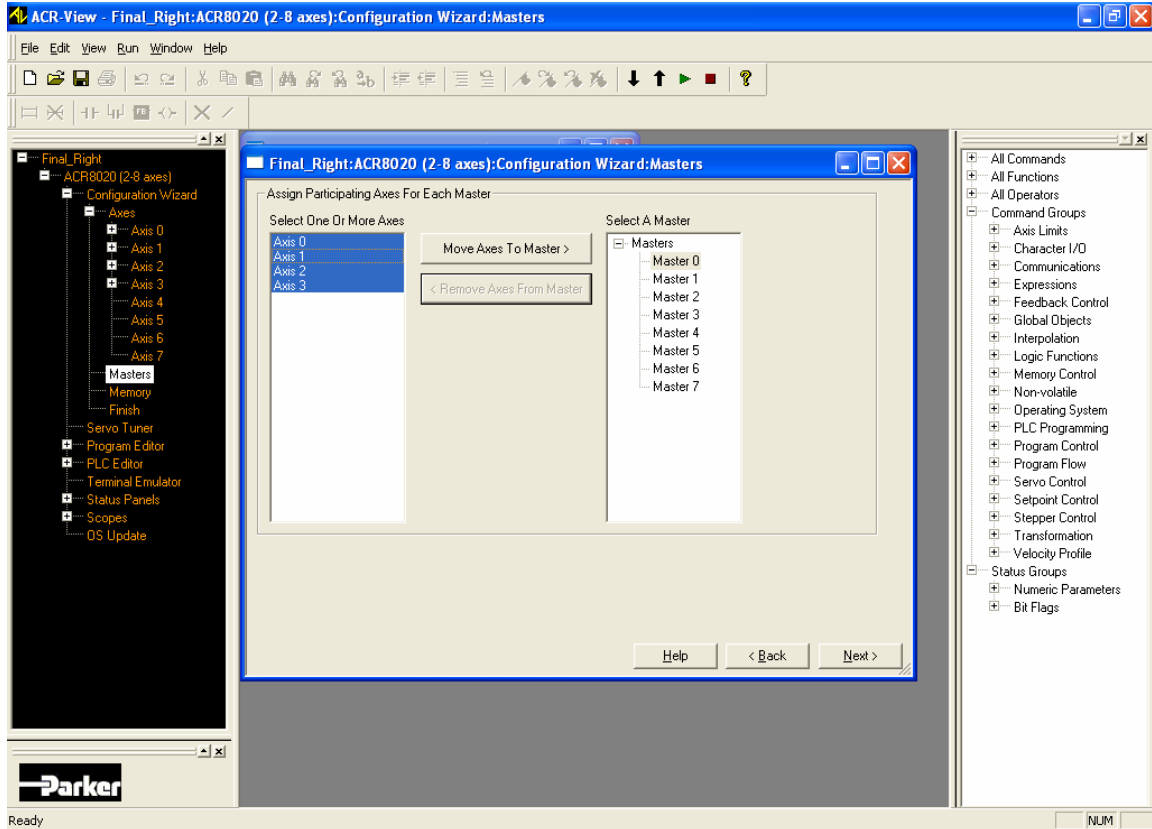 ACR-View - Final_Right:ACR8020 (2-8 axes):Configuration Wizard:Masters
File Edit View Run Window Help
Final_Right
ACR8020 (2-8 axes)
Configuration Wizard
Axes
Axis 0
Axis 1
Axis 2
Axis 3
Axis 4
Axis 5
Axis 6
Axis 7
Masters
Memory
Finish
Servo Tuner
Program Editor
PLC Editor
Terminal Emulator
Status Panels
Scopes
OS Update
Parker
Final_Right:ACR8020 (2-8 axes):Configuration Wizard:Masters
Assign Participating Axes For Each Master
Select One Or More Axes
Axis 0
Axis 1
Axis 2
Axis 3
Move Axes To Master >
< Remove Axes From Master
Select A Master
Masters
Master 0
Master 1
Master 2
Master 3
Master 4
Master 5
Master 6
Master 7
Help < Back Next >
All Commands
All Functions
All Operators
Command Groups
Axis Limits
Character I/O
Communications
Expressions
Feedback Control
Global Objects
Interpolation
Logic Functions
Memory Control
Non-volatile
Operating System
PLC Programming
Program Control
Program Flow
Servo Control
Setpoint Control
Stepper Control
Transformation
Velocity Profile
Status Groups
Numeric Parameters
Bit Flags
Ready NUM